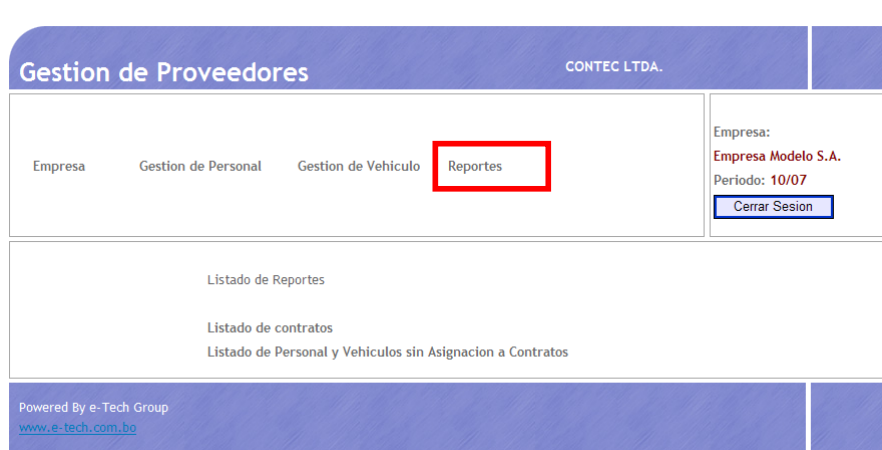 Gestion de Proveedores
CONTEC LTDA.
Empresa
Gestion de Personal
Gestion de Vehiculo
Reportes
Empresa:
Empresa Modelo S.A.
Periodo: 10/07
Cerrar Sesion
Listado de Reportes
Listado de contratos
Listado de Personal y Vehiculos sin Asignacion a Contratos
Powered By e-Tech Group
www.e-tech.com.bo